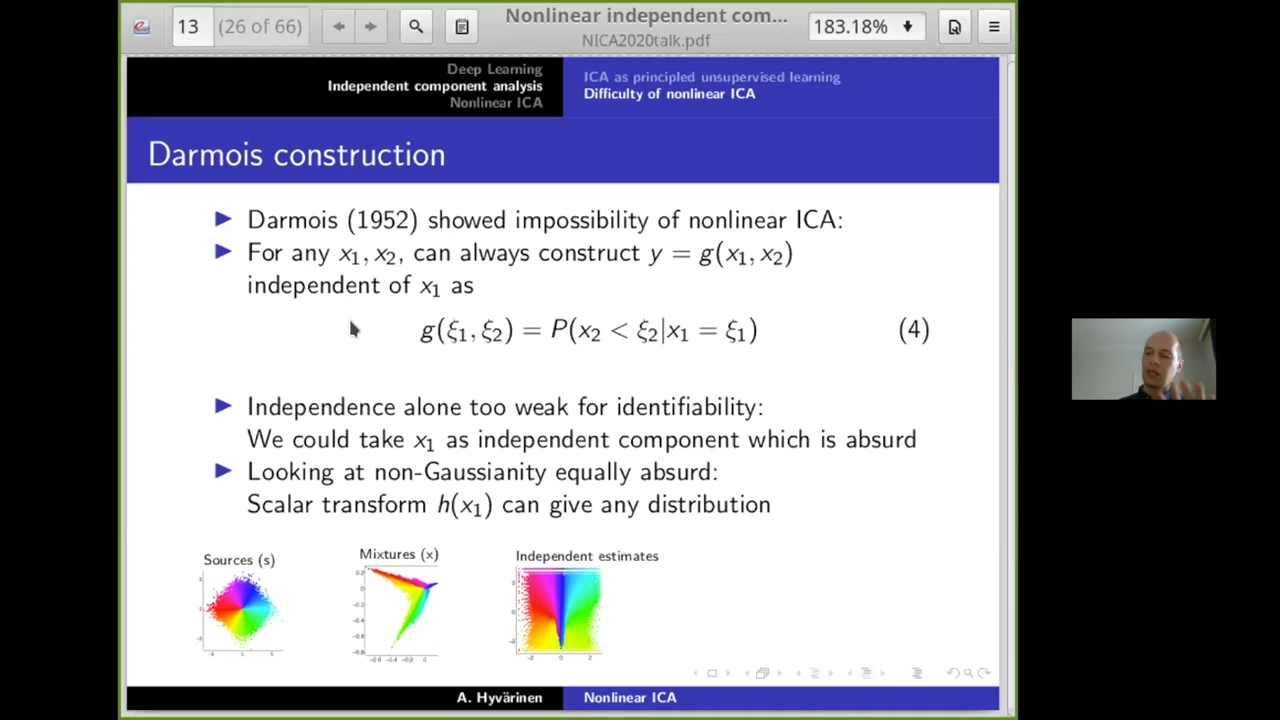 13 (26 of 66)
Nonlinear independent com...
NICA2020talk.pdf
183.18%
Deep Learning
Independent component analysis
Nonlinear ICA
ICA as principled unsupervised learning
Difficulty of nonlinear ICA
Darmois construction
Darmois (1952) showed impossibility of nonlinear ICA:
For any x₁, x₂, can always construct y = g(x₁, x₂)
independent of x₁ as
g(ξ₁, ξ₂) = P(x₂ < ξ₂|x₁ = ξ₁) (4)
Independence alone too weak for identifiability:
We could take x₁ as independent component which is absurd
Looking at non-Gaussianity equally absurd:
Scalar transform h(x₁) can give any distribution
Sources (s)
Mixtures (x)
Independent estimates
A. Hyvärinen
Nonlinear ICA